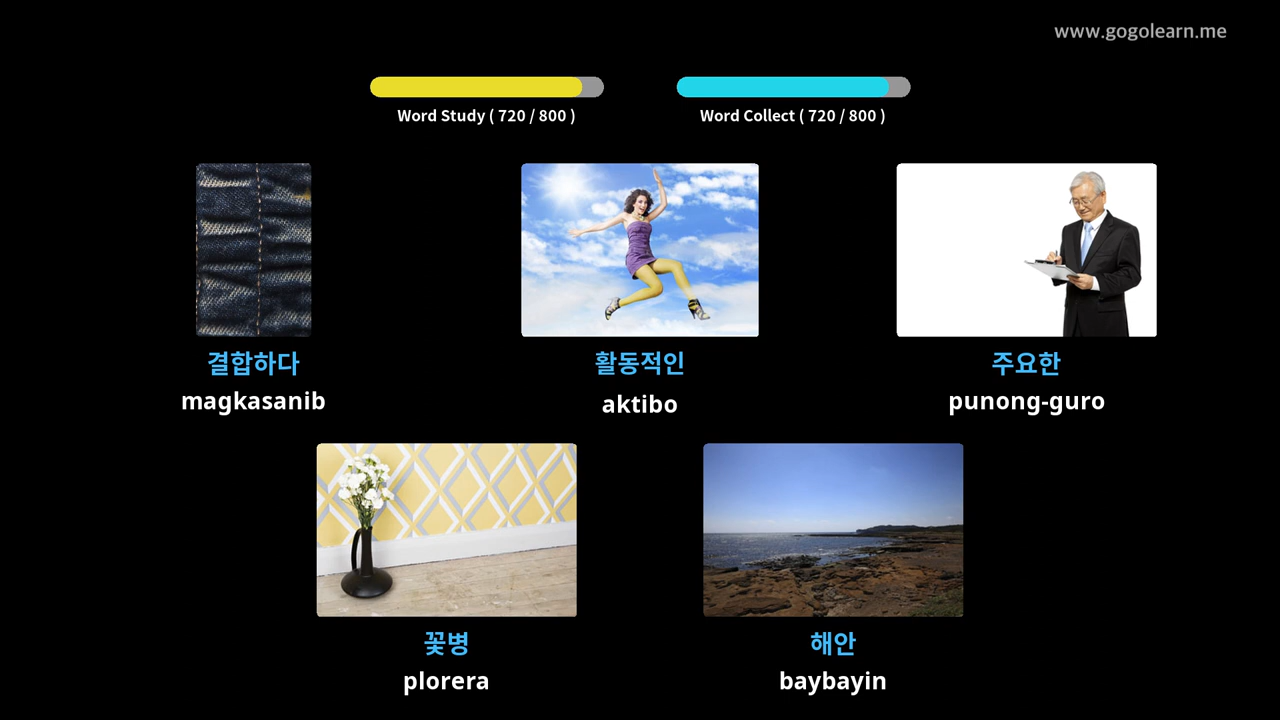 www.gogolearn.me
Word Study ( 720 / 800 )
Word Collect ( 720 / 800 )
결합하다
magkasanib
활동적인
aktibo
주요한
punong-guro
꽃병
plorera
해안
baybayin